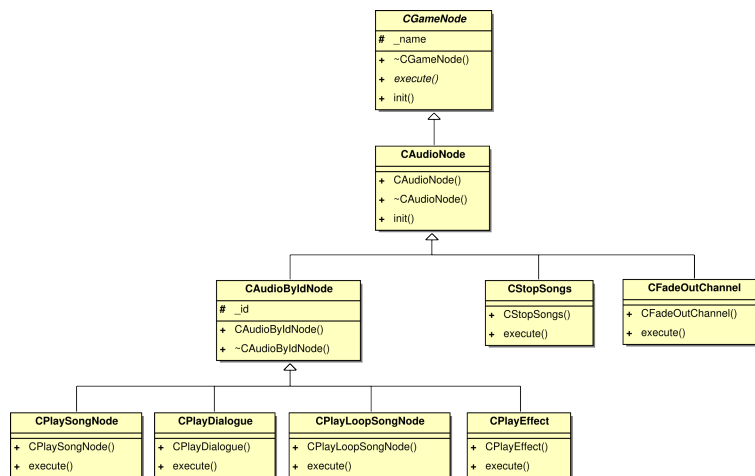 CGameNode
# _name
+ ~CGameNode()
+ execute()
+ init()
CAudioNode
+ CAudioNode()
+ ~CAudioNode()
+ init()
CAudioByIdNode
# _id
+ CAudioByIdNode()
+ ~CAudioByIdNode()
CStopSongs
+ CStopSongs()
+ execute()
CFadeOutChannel
+ CFadeOutChannel()
+ execute()
CPlaySongNode
+ CPlaySongNode()
+ execute()
CPlayDialogue
+ CPlayDialogue()
+ execute()
CPlayLoopSongNode
+ CPlayLoopSongNode()
+ execute()
CPlayEffect
+ CPlayEffect()
+ execute()